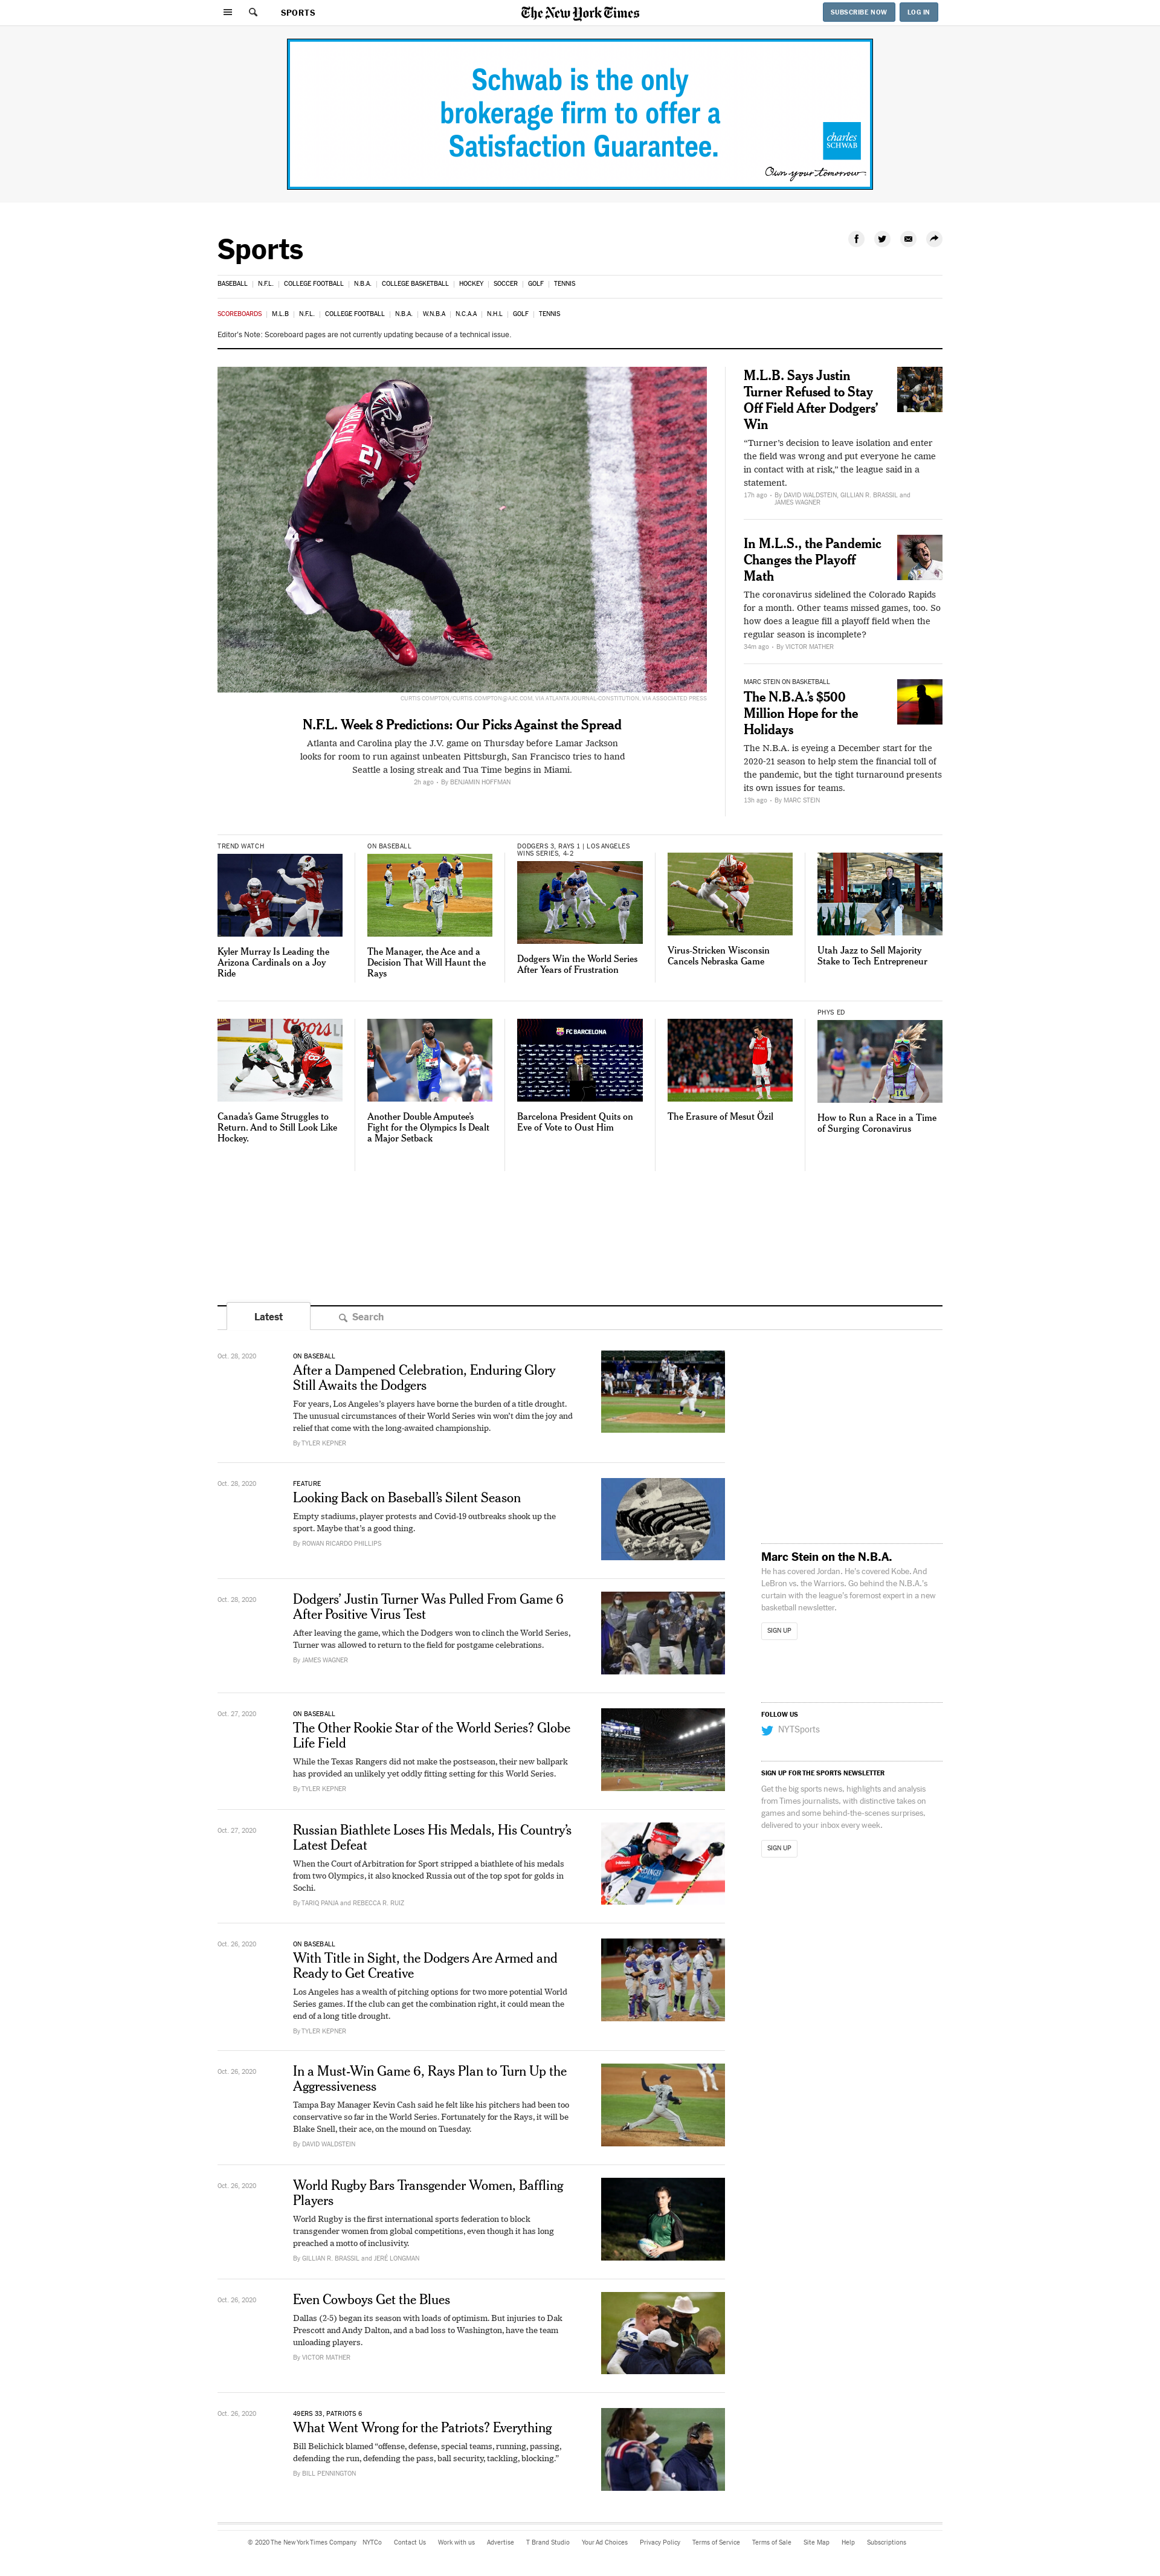 SPORTS
The New York Times
SUBSCRIBE NOW
LOG IN
Schwab is the only
brokerage firm to offer a
Satisfaction Guarantee.
charles
SCHWAB
Own your tomorrow
Sports
BASEBALL | N.F.L. | COLLEGE FOOTBALL | N.B.A. | COLLEGE BASKETBALL | HOCKEY | SOCCER | GOLF | TENNIS
SCOREBOARDS | M.L.B | N.F.L. | COLLEGE FOOTBALL | N.B.A. | W.N.B.A | N.C.A.A | N.H.L | GOLF | TENNIS
Editor's Note: Scoreboard pages are not currently updating because of a technical issue.
CURTIS COMPTON/CURTIS.COMPTON@AJC.COM, VIA ATLANTA JOURNAL-CONSTITUTION, VIA ASSOCIATED PRESS
N.F.L. Week 8 Predictions: Our Picks Against the Spread
Atlanta and Carolina play the J.V. game on Thursday before Lamar Jackson
looks for room to run against unbeaten Pittsburgh, San Francisco tries to hand
Seattle a losing streak and Tua Time begins in Miami.
2h ago - By BENJAMIN HOFFMAN
M.L.B. Says Justin
Turner Refused to Stay
Off Field After Dodgers’
Win
“Turner’s decision to leave isolation and enter
the field was wrong and put everyone he came
in contact with at risk,” the league said in a
statement.
17h ago - By DAVID WALDSTEIN, GILLIAN R. BRASSIL and
JAMES WAGNER
In M.L.S., the Pandemic
Changes the Playoff
Math
The coronavirus sidelined the Colorado Rapids
for a month. Other teams missed games, too. So
how does a league fill a playoff field when the
regular season is incomplete?
34m ago - By VICTOR MATHER
MARC STEIN ON BASKETBALL
The N.B.A.’s $500
Million Hope for the
Holidays
The N.B.A. is eyeing a December start for the
2020-21 season to help stem the financial toll of
the pandemic, but the tight turnaround presents
its own issues for teams.
13h ago - By MARC STEIN
TREND WATCH
Kyler Murray Is Leading the
Arizona Cardinals on a Joy
Ride
ON BASEBALL
The Manager, the Ace and a
Decision That Will Haunt the
Rays
DODGERS 3, RAYS 1 | LOS ANGELES
WINS SERIES, 4-2
Dodgers Win the World Series
After Years of Frustration
Virus-Stricken Wisconsin
Cancels Nebraska Game
Utah Jazz to Sell Majority
Stake to Tech Entrepreneur
Coors
Canada’s Game Struggles to
Return. And to Still Look Like
Hockey.
Another Double Amputee’s
Fight for the Olympics Is Dealt
a Major Setback
FC BARCELONA
Barcelona President Quits on
Eve of Vote to Oust Him
The Erasure of Mesut Özil
PHYS ED
How to Run a Race in a Time
of Surging Coronavirus
Latest
Search
Oct. 28, 2020
ON BASEBALL
After a Dampened Celebration, Enduring Glory
Still Awaits the Dodgers
For years, Los Angeles’s players have borne the burden of a title drought.
The unusual circumstances of their World Series win won’t dim the joy and
relief that come with the long-awaited championship.
By TYLER KEPNER
Oct. 28, 2020
FEATURE
Looking Back on Baseball’s Silent Season
Empty stadiums, player protests and Covid-19 outbreaks shook up the
sport. Maybe that’s a good thing.
By ROWAN RICARDO PHILLIPS
Oct. 28, 2020
Dodgers’ Justin Turner Was Pulled From Game 6
After Positive Virus Test
After leaving the game, which the Dodgers won to clinch the World Series,
Turner was allowed to return to the field for postgame celebrations.
By JAMES WAGNER
Oct. 27, 2020
ON BASEBALL
The Other Rookie Star of the World Series? Globe
Life Field
While the Texas Rangers did not make the postseason, their new ballpark
has provided an unlikely yet oddly fitting setting for this World Series.
By TYLER KEPNER
Oct. 27, 2020
Russian Biathlete Loses His Medals, His Country’s
Latest Defeat
When the Court of Arbitration for Sport stripped a biathlete of his medals
from two Olympics, it also knocked Russia out of the top spot for golds in
Sochi.
By TARIQ PANJA and REBECCA R. RUIZ
Oct. 26, 2020
ON BASEBALL
With Title in Sight, the Dodgers Are Armed and
Ready to Get Creative
Los Angeles has a wealth of pitching options for two more potential World
Series games. If the club can get the combination right, it could mean the
end of a long title drought.
By TYLER KEPNER
Oct. 26, 2020
In a Must-Win Game 6, Rays Plan to Turn Up the
Aggressiveness
Tampa Bay Manager Kevin Cash said he felt like his pitchers had been too
conservative so far in the World Series. Fortunately for the Rays, it will be
Blake Snell, their ace, on the mound on Tuesday.
By DAVID WALDSTEIN
Oct. 26, 2020
World Rugby Bars Transgender Women, Baffling
Players
World Rugby is the first international sports federation to block
transgender women from global competitions, even though it has long
preached a motto of inclusivity.
By GILLIAN R. BRASSIL and JERÉ LONGMAN
Oct. 26, 2020
Even Cowboys Get the Blues
Dallas (2-5) began its season with loads of optimism. But injuries to Dak
Prescott and Andy Dalton, and a bad loss to Washington, have the team
unloading players.
By VICTOR MATHER
Oct. 26, 2020
49ERS 33, PATRIOTS 6
What Went Wrong for the Patriots? Everything
Bill Belichick blamed “offense, defense, special teams, running, passing,
defending the run, defending the pass, ball security, tackling, blocking.”
By BILL PENNINGTON
Marc Stein on the N.B.A.
He has covered Jordan. He’s covered Kobe. And
LeBron vs. the Warriors. Go behind the N.B.A.’s
curtain with the league’s foremost expert in a new
basketball newsletter.
SIGN UP
FOLLOW US
NYTSports
SIGN UP FOR THE SPORTS NEWSLETTER
Get the big sports news, highlights and analysis
from Times journalists, with distinctive takes on
games and some behind-the-scenes surprises,
delivered to your inbox every week.
SIGN UP
© 2020 The New York Times Company NYTCo Contact Us Work with us Advertise T Brand Studio Your Ad Choices Privacy Policy Terms of Service Terms of Sale Site Map Help Subscriptions